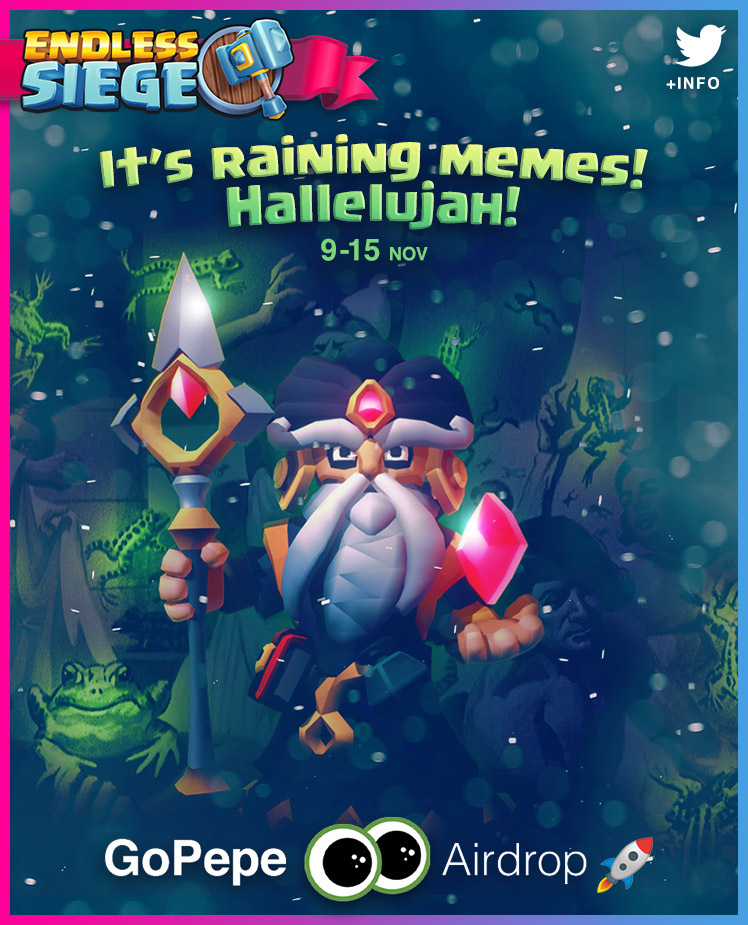 ENDLESS
SIEGE
+INFO
It's Raining Memes!
Hallelujah!
9-15 NOV
GoPepe Airdrop